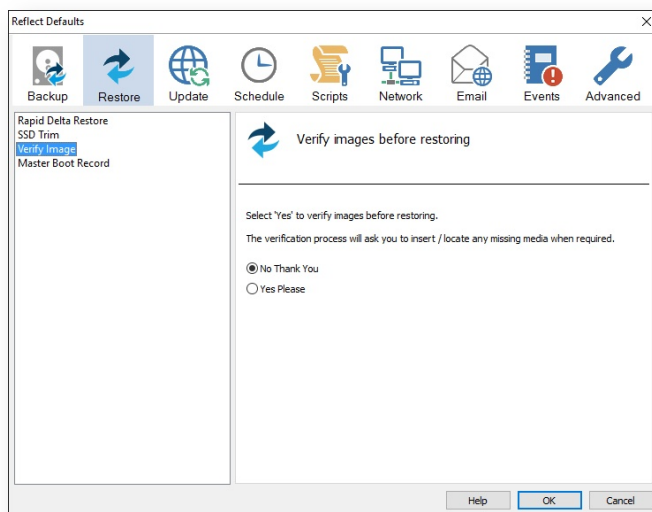 Reflect Defaults
Backup Restore Update Schedule Scripts Network Email Events Advanced
Rapid Delta Restore
SSD Trim
Verify Image
Master Boot Record
Verify images before restoring
Select 'Yes' to verify images before restoring.
The verification process will ask you to insert / locate any missing media when required.
No Thank You
Yes Please
Help OK Cancel